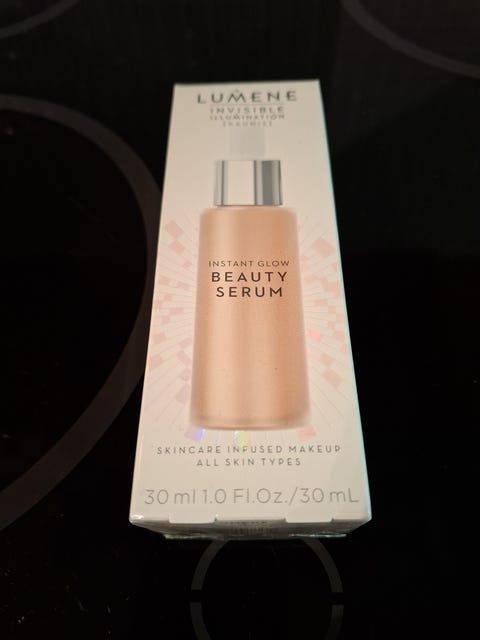 LUMENE
INVISIBLE
ILLUMINATION
[KAUNIS]
INSTANT GLOW
BEAUTY
SERUM
SKINCARE INFUSED MAKEUP
ALL SKIN TYPES
30 ml 1.0 Fl.Oz./30 mL